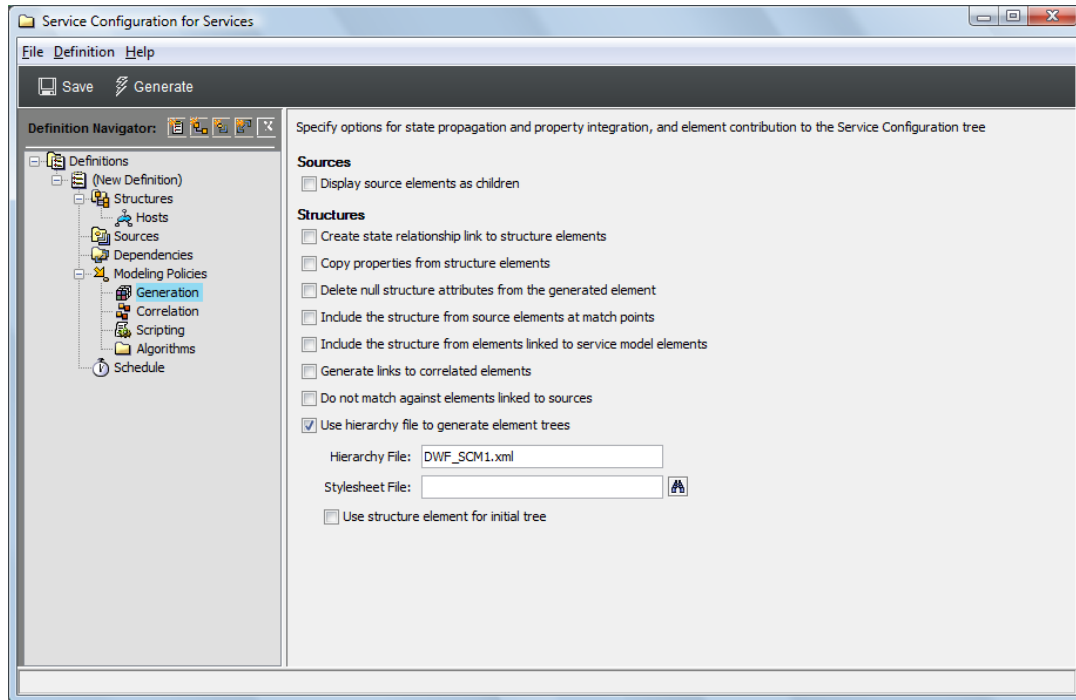 Service Configuration for Services
File Definition Help
Save Generate
Definition Navigator:
Definitions
(New Definition)
Structures
Hosts
Sources
Dependencies
Modeling Policies
Generation
Correlation
Scripting
Algorithms
Schedule
Specify options for state propagation and property integration, and element contribution to the Service Configuration tree
Sources
Display source elements as children
Structures
Create state relationship link to structure elements
Copy properties from structure elements
Delete null structure attributes from the generated element
Include the structure from source elements at match points
Include the structure from elements linked to service model elements
Generate links to correlated elements
Do not match against elements linked to sources
Use hierarchy file to generate element trees
Hierarchy File: DWF_SCM1.xml
Stylesheet File:
Use structure element for initial tree